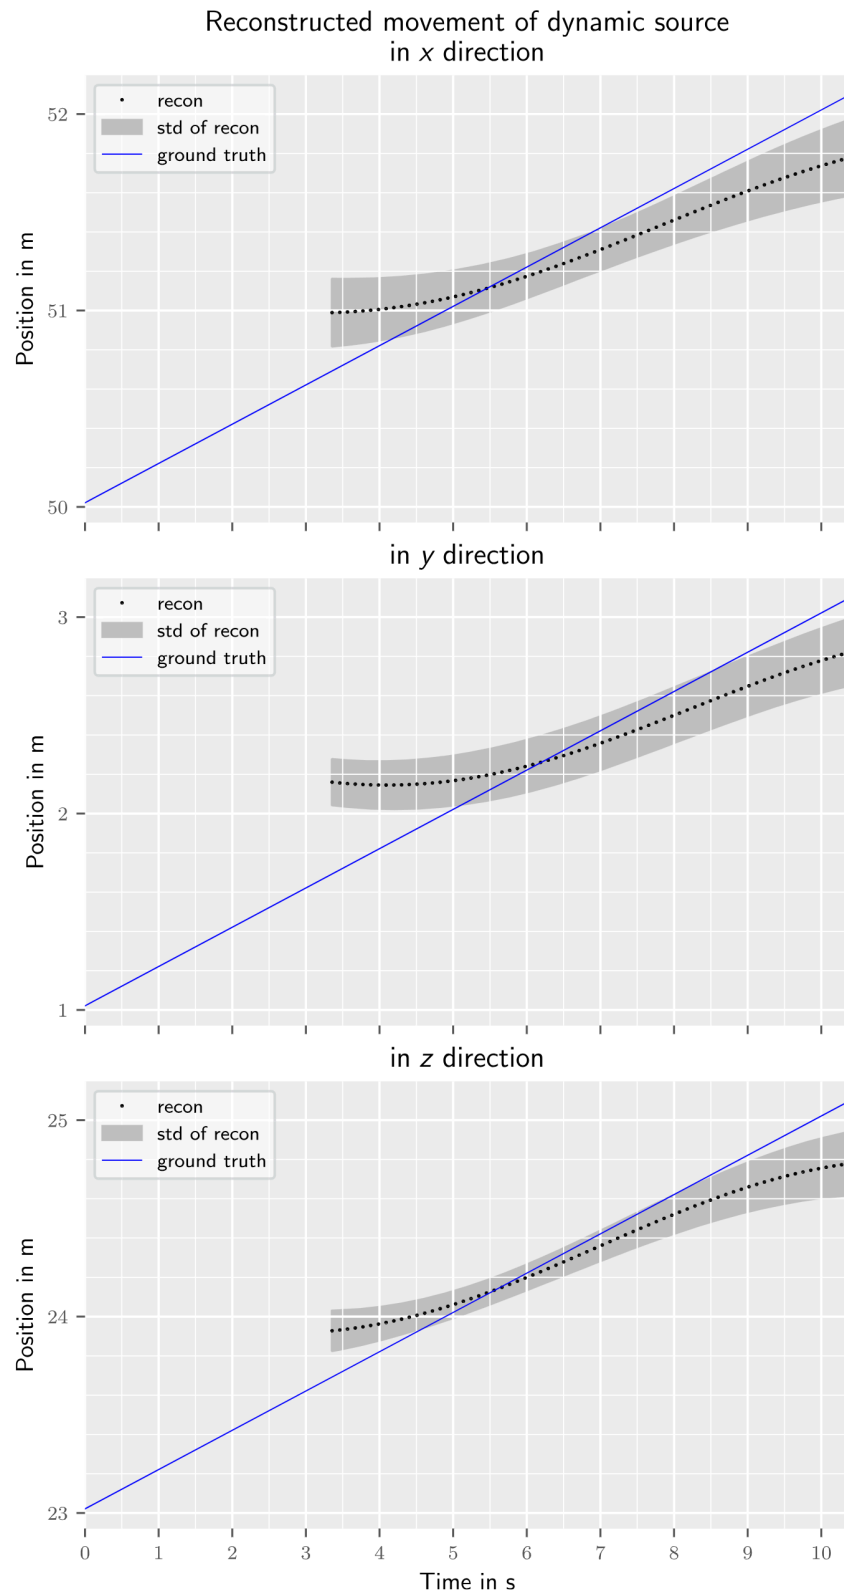 Reconstructed movement of dynamic source
in x direction
recon
std of recon
ground truth
52
51
50
Position in m
in y direction
recon
std of recon
ground truth
3
2
1
Position in m
in z direction
recon
std of recon
ground truth
25
24
23
Position in m
0 1 2 3 4 5 6 7 8 9 10
Time in s